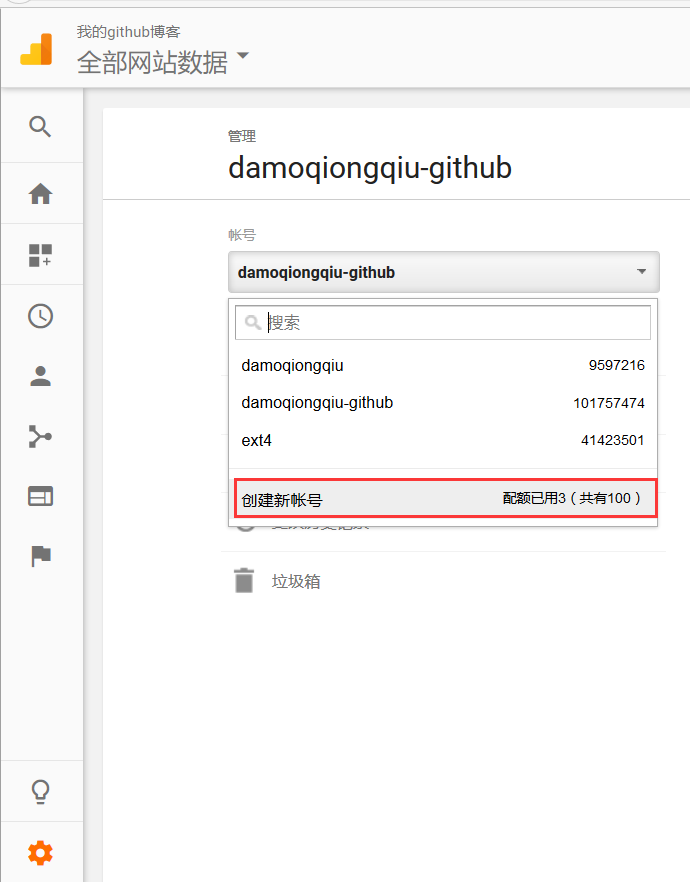 我的github博客
全部网站数据
管理
damoqiongqiu-github
帐号
damoqiongqiu-github
搜索
damoqiongqiu 9597216
damoqiongqiu-github 101757474
ext4 41423501
创建新帐号 配额已用3（共有100）
垃圾箱